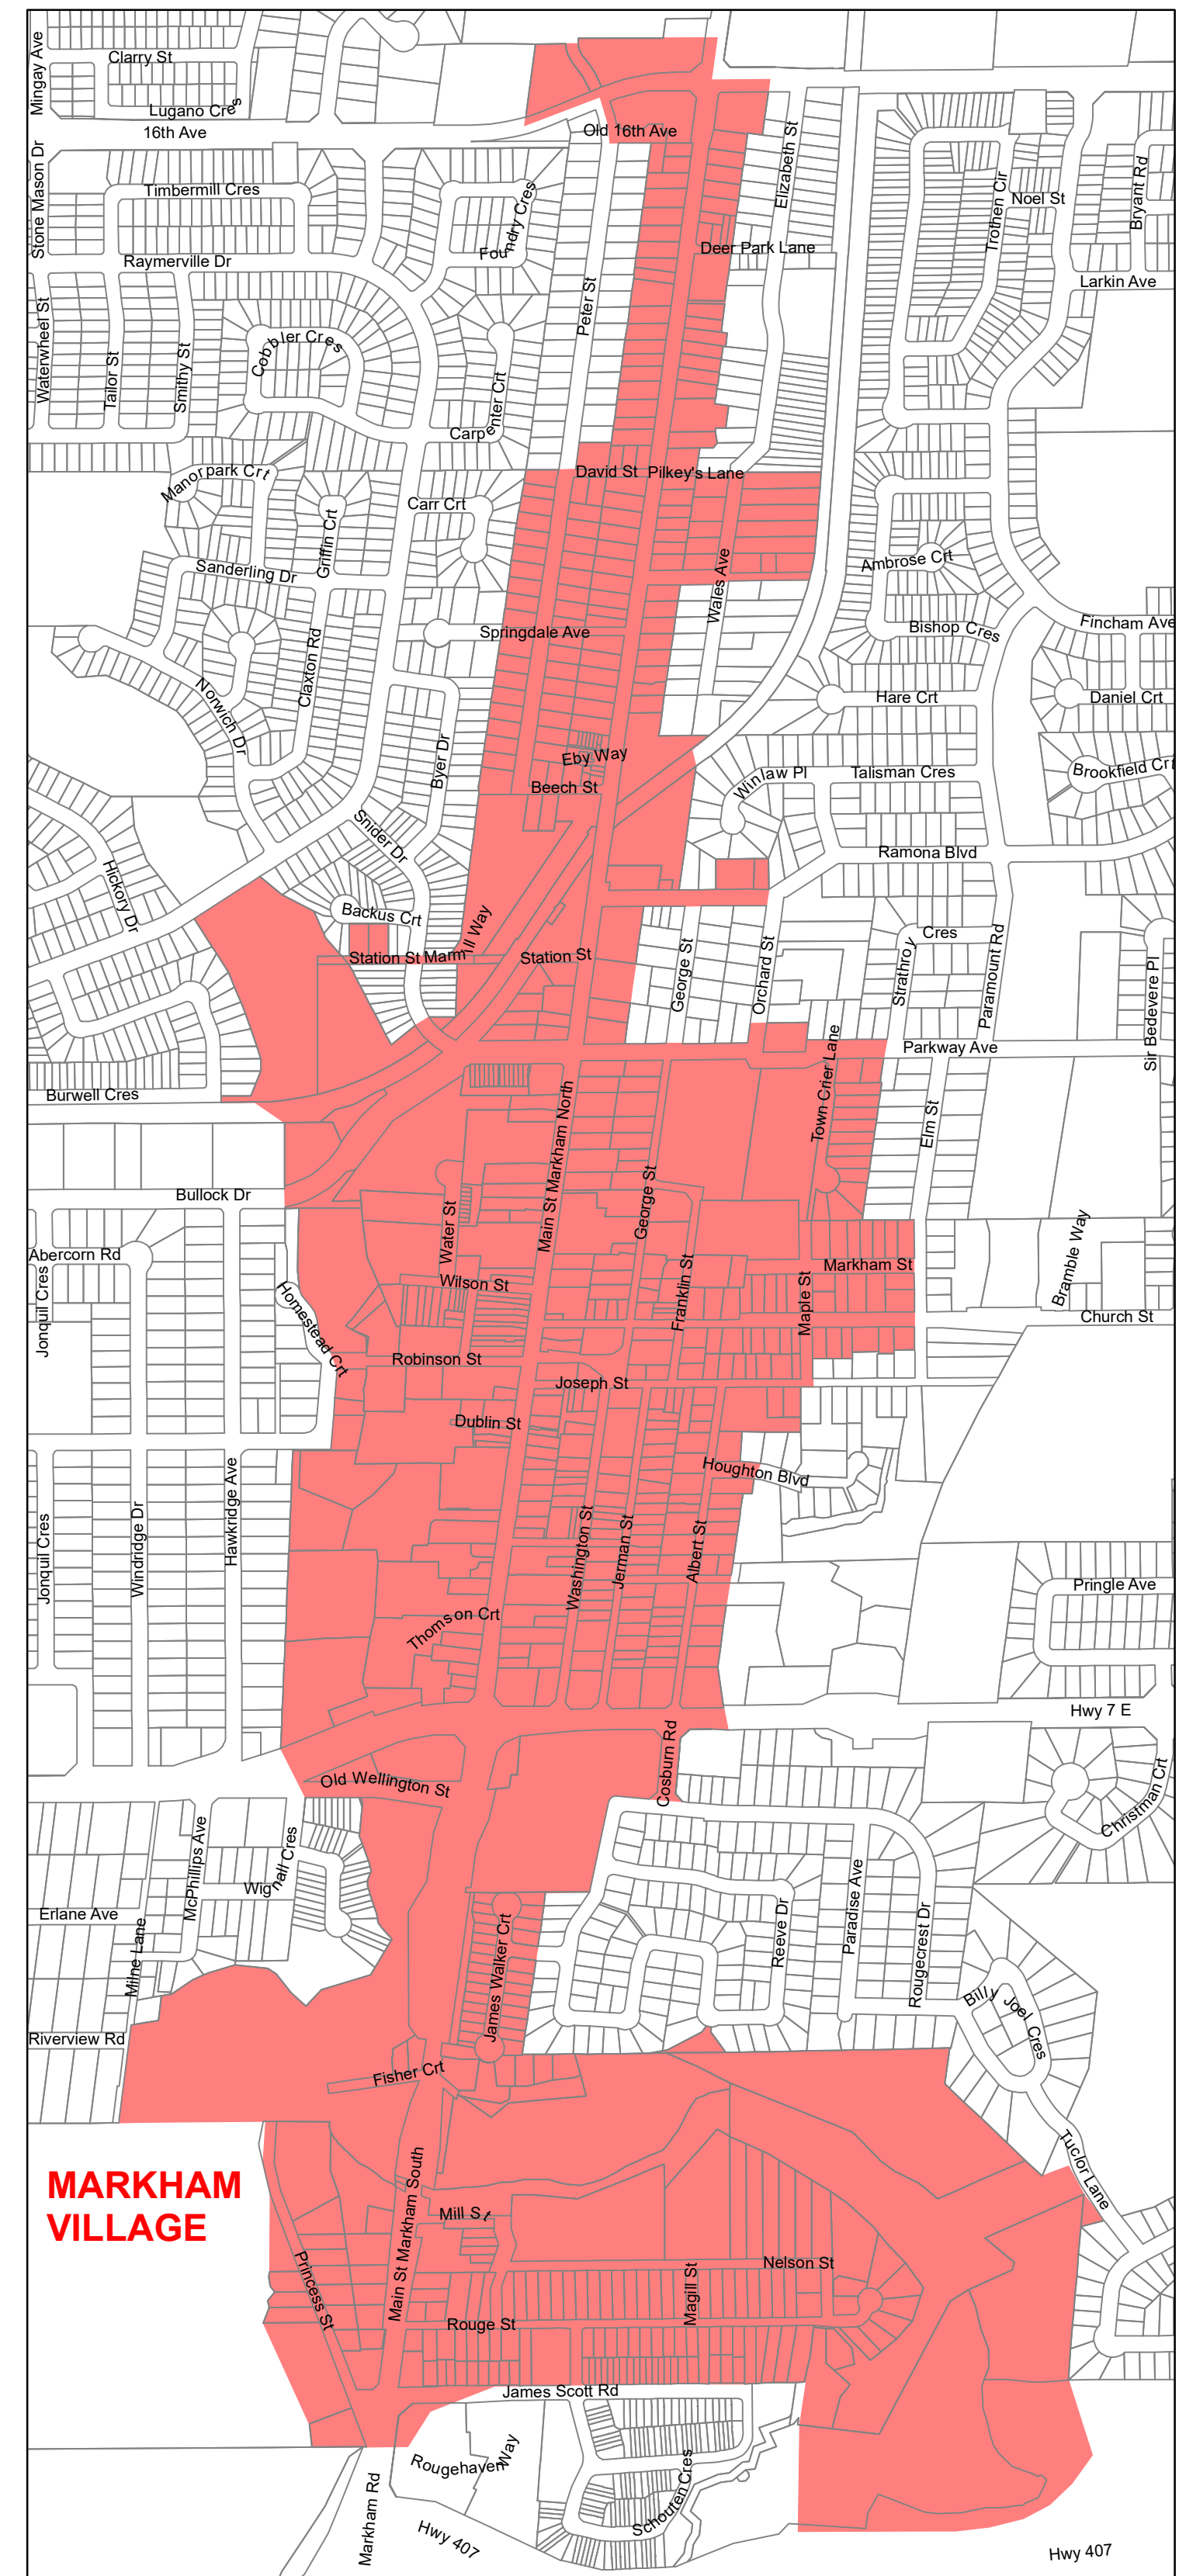 Mingay Ave
Clarry St
Lugano Cres
16th Ave
Old 16th Ave
Elizabeth St
Stone Mason Dr
Timbermill Cres
Foundry Cres
Trothen Cir
Noel St
Bryant Rd
Raymerville Dr
Deer Park Lane
Larkin Ave
Waterwheel St
Tailor St
Smithy St
Cobbler Cres
Peter St
Carpenter Crt
David St
Pilkey's Lane
Manorpark Crt
Griffin Crt
Carr Crt
Sanderling Dr
Wales Ave
Ambrose Crt
Springdale Ave
Bishop Cres
Fincham Ave
Claxton Rd
Norwich Dr
Hare Crt
Daniel Crt
Byer Dr
Eby Way
Beech St
Winlaw Pl
Talisman Cres
Brookfield Crt
Snider Dr
Ramona Blvd
Hickory Dr
Backus Crt
Station St
Marmill Way
Station St
George St
Orchard St
Strathroy Cres
Paramount Rd
Sir Bedevere Pl
Parkway Ave
Burwell Cres
Town Crier Lane
Elm St
Main St Markham North
Bullock Dr
Water St
George St
Abercorn Rd
Jonquil Cres
Homestead Crt
Wilson St
Franklin St
Markham St
Maple St
Bramble Way
Church St
Robinson St
Joseph St
Dublin St
Houghton Blvd
Jonquil Cres
Windridge Dr
Hawkridge Ave
Washington St
Jerman St
Albert St
Pringle Ave
Thomson Crt
Hwy 7 E
Old Wellington St
Cosburn Rd
Christman Crt
McPhillips Ave
Wignall Cres
Erlane Ave
Milne Lane
James Walker Crt
Reeve Dr
Paradise Ave
Rougecrest Dr
Billy Joel Cres
Riverview Rd
Fisher Crt
Tuclor Lane
MARKHAM
VILLAGE
Main St Markham South
Mill St
Princess St
Nelson St
Magill St
Rouge St
James Scott Rd
Rougehaven Way
Schouten Cres
Markham Rd
Hwy 407
Hwy 407